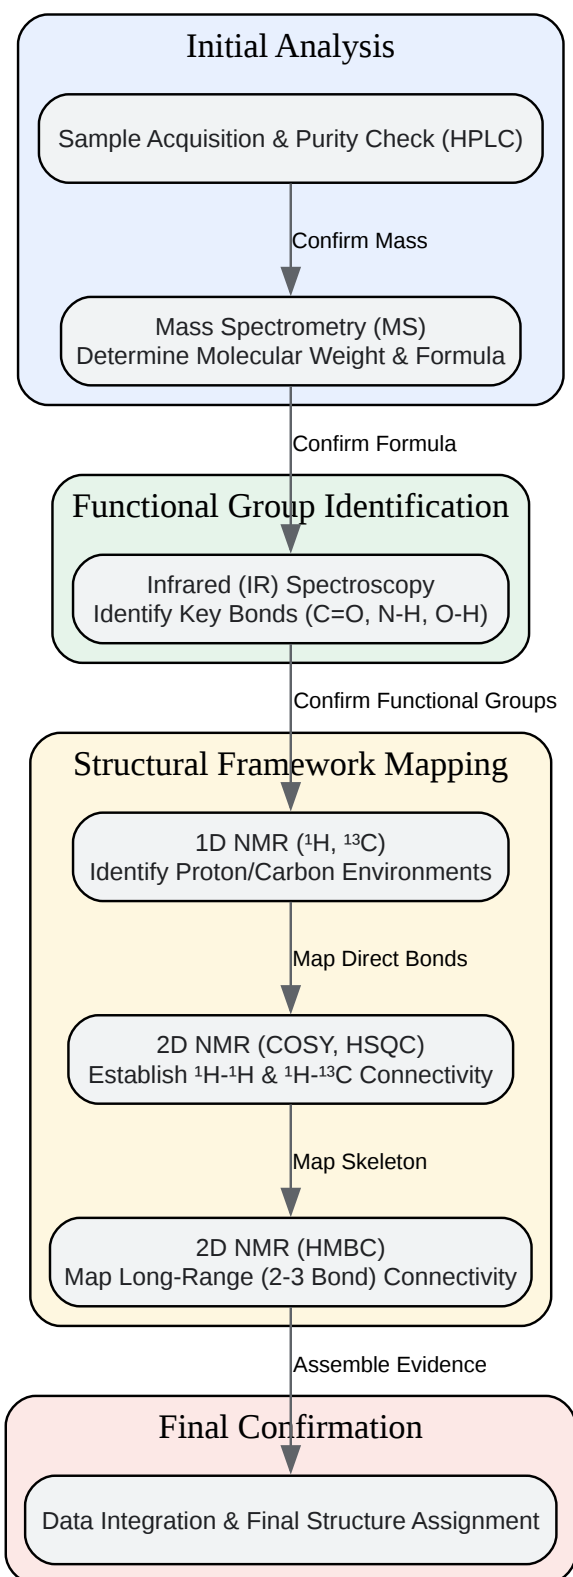 Initial Analysis
Sample Acquisition & Purity Check (HPLC)
Confirm Mass
Mass Spectrometry (MS)
Determine Molecular Weight & Formula
Confirm Formula
Functional Group Identification
Infrared (IR) Spectroscopy
Identify Key Bonds (C=O, N-H, O-H)
Confirm Functional Groups
Structural Framework Mapping
1D NMR (¹H, ¹³C)
Identify Proton/Carbon Environments
Map Direct Bonds
2D NMR (COSY, HSQC)
Establish ¹H-¹H & ¹H-¹³C Connectivity
Map Skeleton
2D NMR (HMBC)
Map Long-Range (2-3 Bond) Connectivity
Assemble Evidence
Final Confirmation
Data Integration & Final Structure Assignment